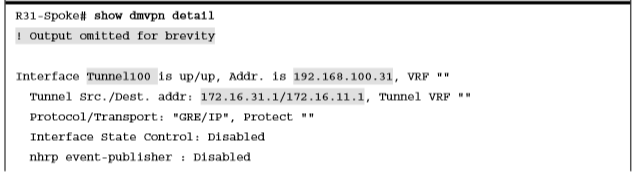 R31-Spoke# show dmvpn detail
! Output omitted for brevity
Interface Tunnel100 is up/up, Addr. is 192.168.100.31, VRF ""
Tunnel Src./Dest. addr: 172.16.31.1/172.16.11.1, Tunnel VRF ""
Protocol/Transport: "GRE/IP", Protect ""
Interface State Control: Disabled
nhrp event-publisher : Disabled